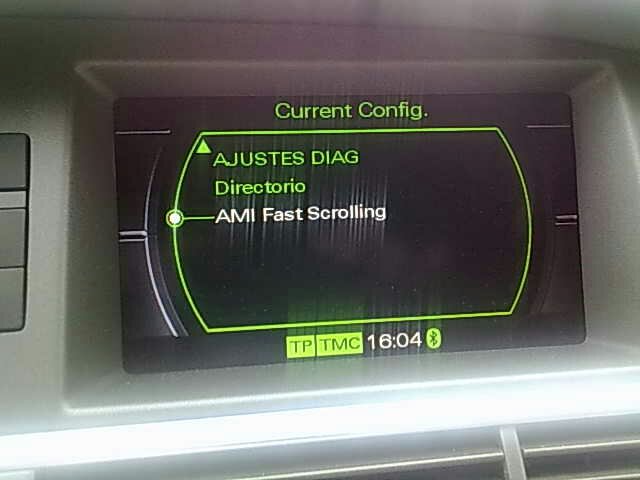 Current Config.
AJUSTES DIAG
Directorio
AMI Fast Scrolling
TP TMC 16:04